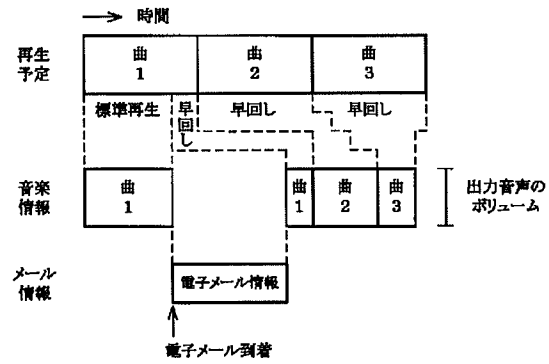 時間
再生
予定
曲
1
曲
2
曲
3
標準再生
早回し
早回し
早回し
音楽
情報
曲
1
曲
1
曲
2
曲
3
出力音声の
ボリューム
メール
情報
電子メール情報
電子メール到着